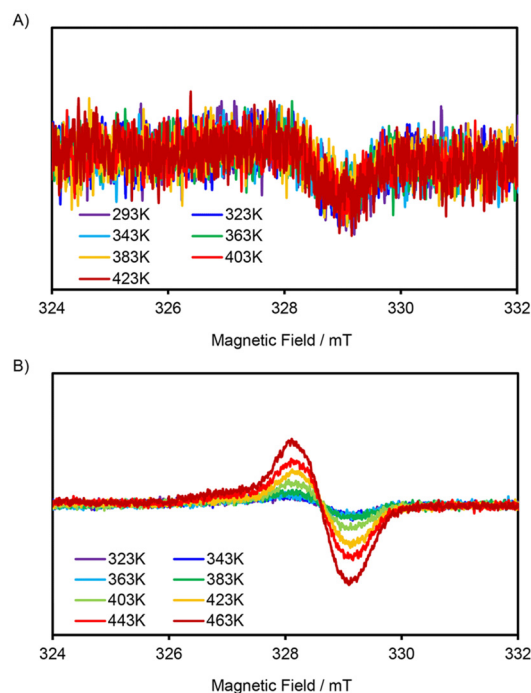 A)
293K 323K
343K 363K
383K 403K
423K
324 326 328 330 332
Magnetic Field / mT
B)
323K 343K
363K 383K
403K 423K
443K 463K
324 326 328 330 332
Magnetic Field / mT